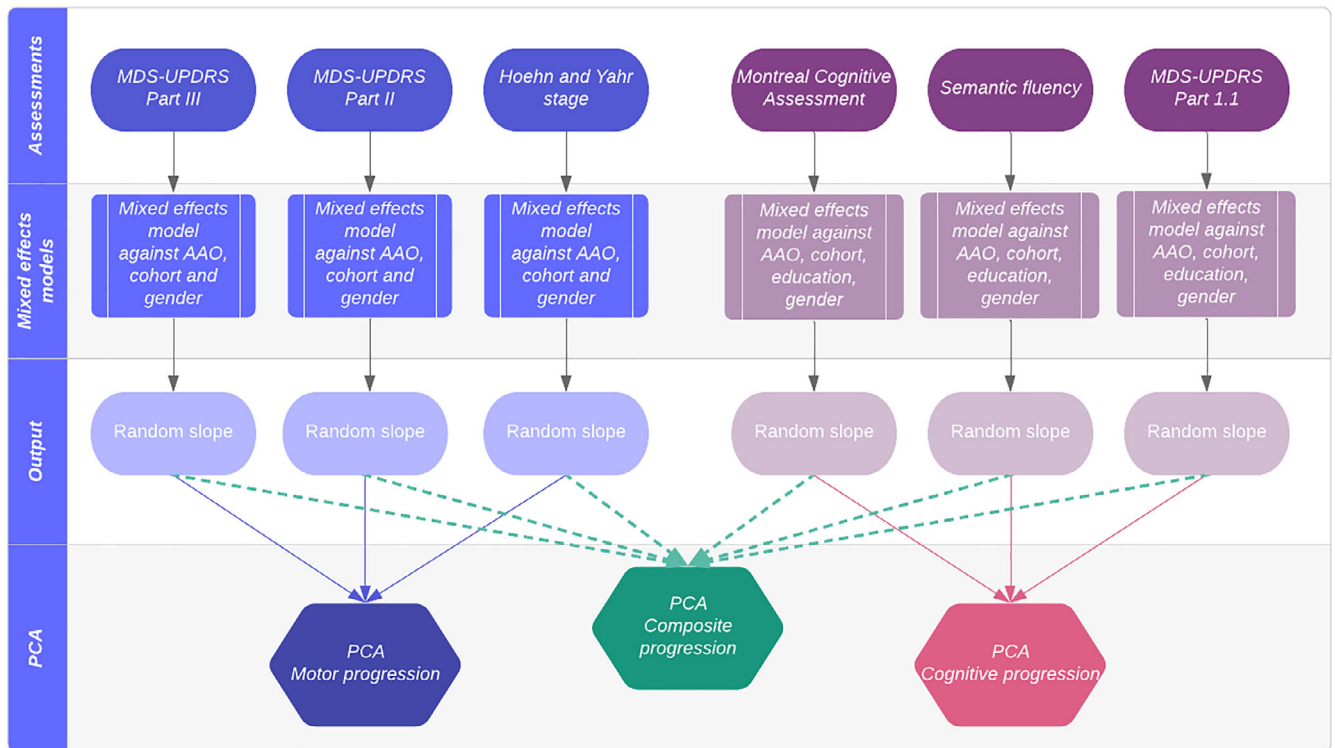 Assessments
MDS-UPDRS
Part III
MDS-UPDRS
Part II
Hoehn and Yahr
stage
Montreal Cognitive
Assessment
Semantic fluency
MDS-UPDRS
Part 1.1
Mixed effects
models
Mixed effects
model
against AAO,
cohort and
gender
Mixed effects
model
against AAO,
cohort and
gender
Mixed effects
model
against AAO,
cohort and
gender
Mixed effects
model against
AAO, cohort,
education,
gender
Mixed effects
model against
AAO, cohort,
education,
gender
Mixed effects
model against
AAO, cohort,
education,
gender
Output
Random slope
Random slope
Random slope
Random slope
Random slope
Random slope
PCA
PCA
Motor progression
PCA
Composite
progression
PCA
Cognitive progression